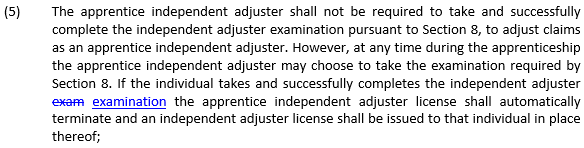 (5) The apprentice independent adjuster shall not be required to take and successfully
complete the independent adjuster examination pursuant to Section 8, to adjust claims
as an apprentice independent adjuster. However, at any time during the apprenticeship
the apprentice independent adjuster may choose to take the examination required by
Section 8. If the individual takes and successfully completes the independent adjuster
exam examination the apprentice independent adjuster license shall automatically
terminate and an independent adjuster license shall be issued to that individual in place
thereof;